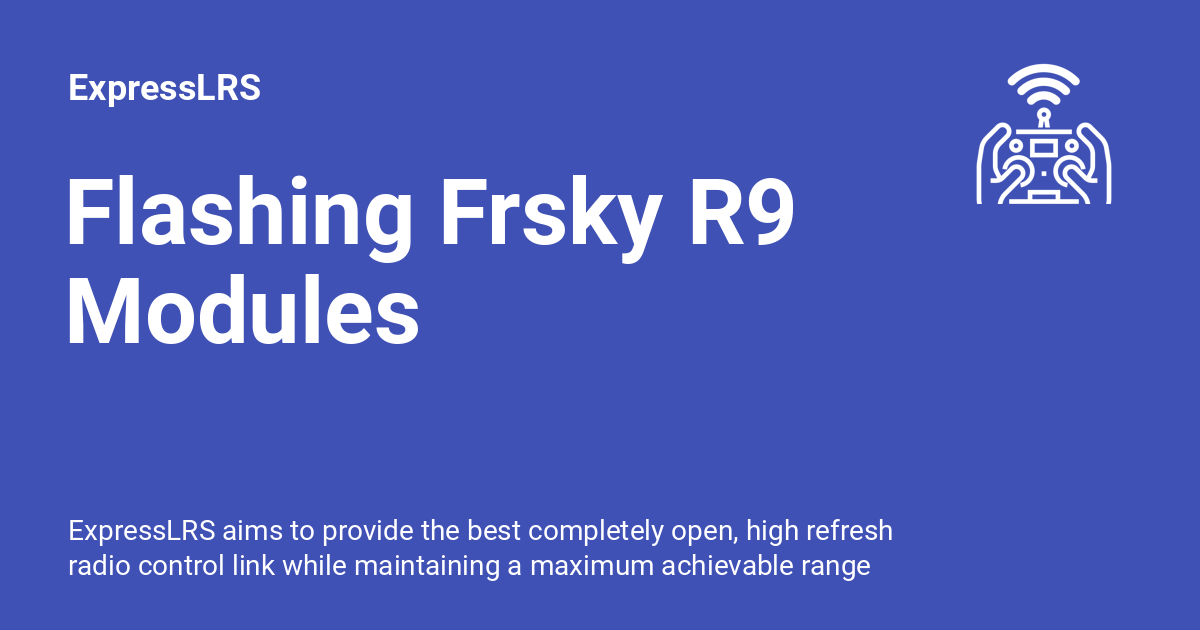 ExpressLRS
Flashing Frsky R9
Modules
ExpressLRS aims to provide the best completely open, high refresh
radio control link while maintaining a maximum achievable range